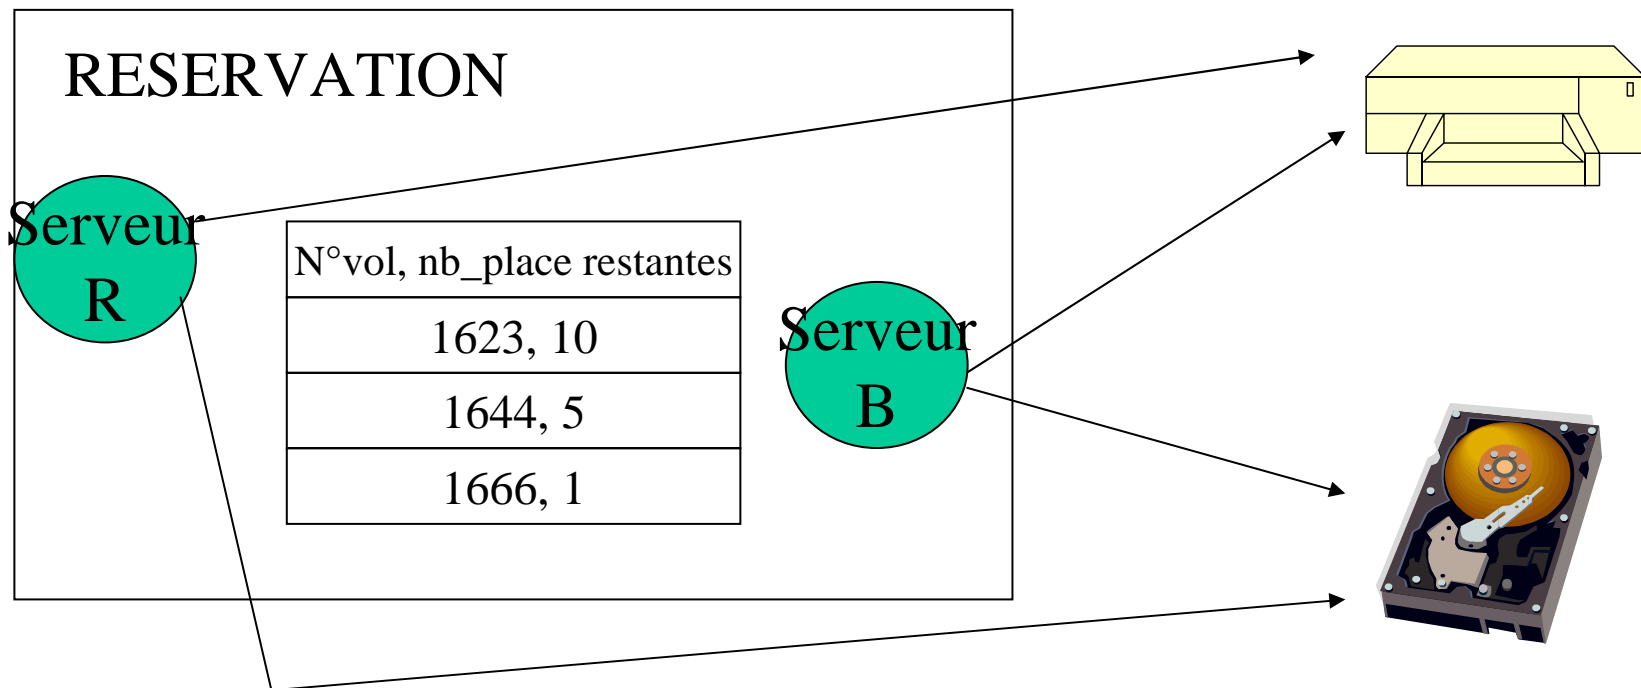 RESERVATION
Serveur
R
N°vol, nb_place restantes
1623, 10
1644, 5
1666, 1
Serveur
B